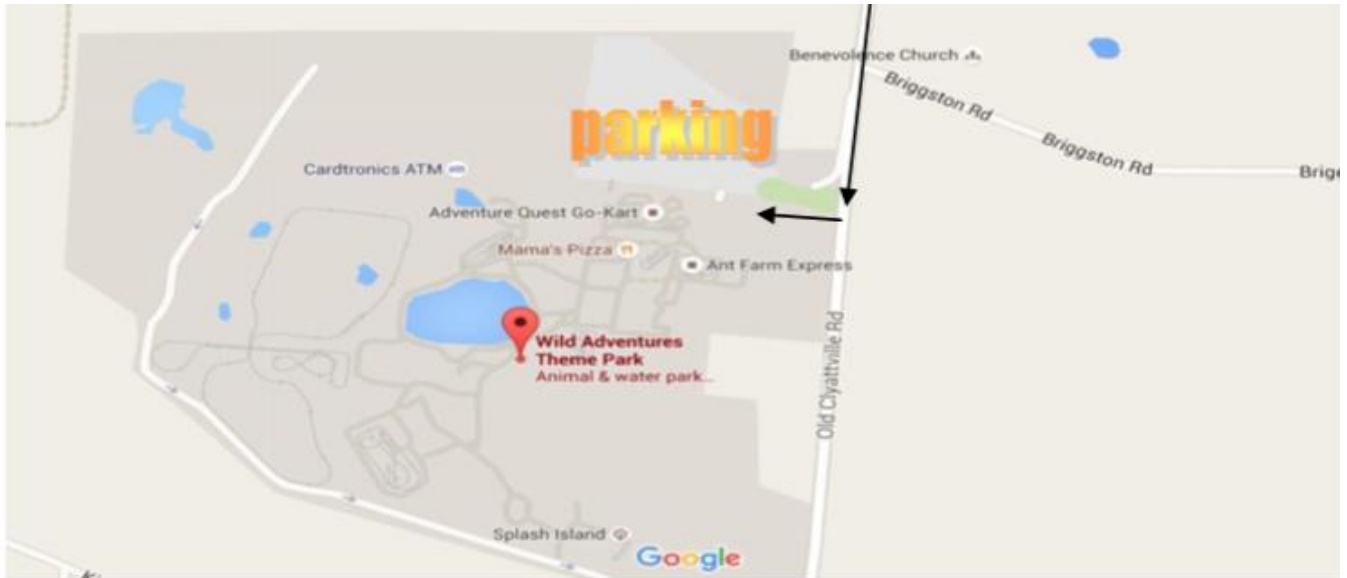 Benevolence Church
Briggston Rd
parking
Briggston Rd
Cardtronics ATM
Adventure Quest Go-Kart
Mama's Pizza
Ant Farm Express
Wild Adventures
Theme Park
Animal & water park...
Old Clyattville Rd
Splash Island
Google